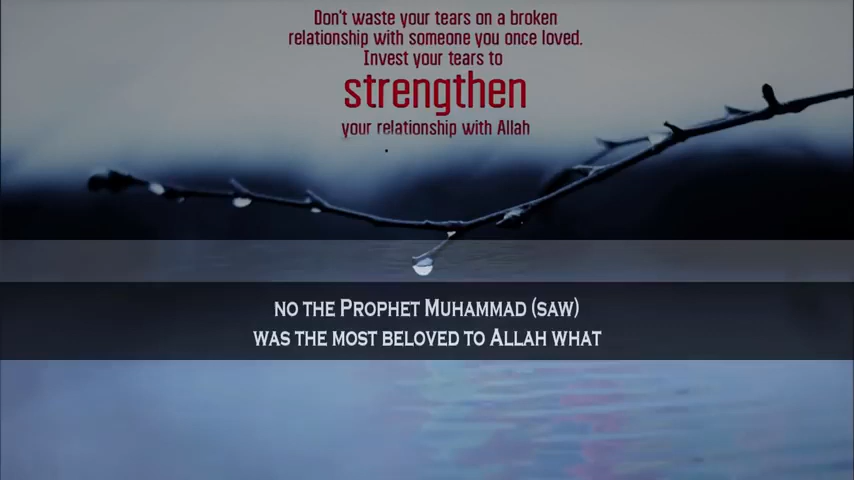 Don't waste your tears on a broken
relationship with someone you once loved.
Invest your tears to
strengthen
your relationship with Allah
NO THE PROPHET MUHAMMAD (SAW)
WAS THE MOST BELOVED TO ALLAH WHAT